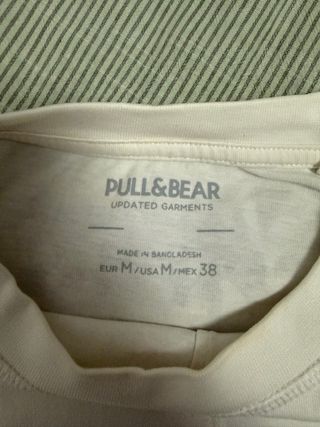 PULL&BEAR
UPDATED GARMENTS
MADE IN BANGLADESH
EUR M/USA M/MEX 38